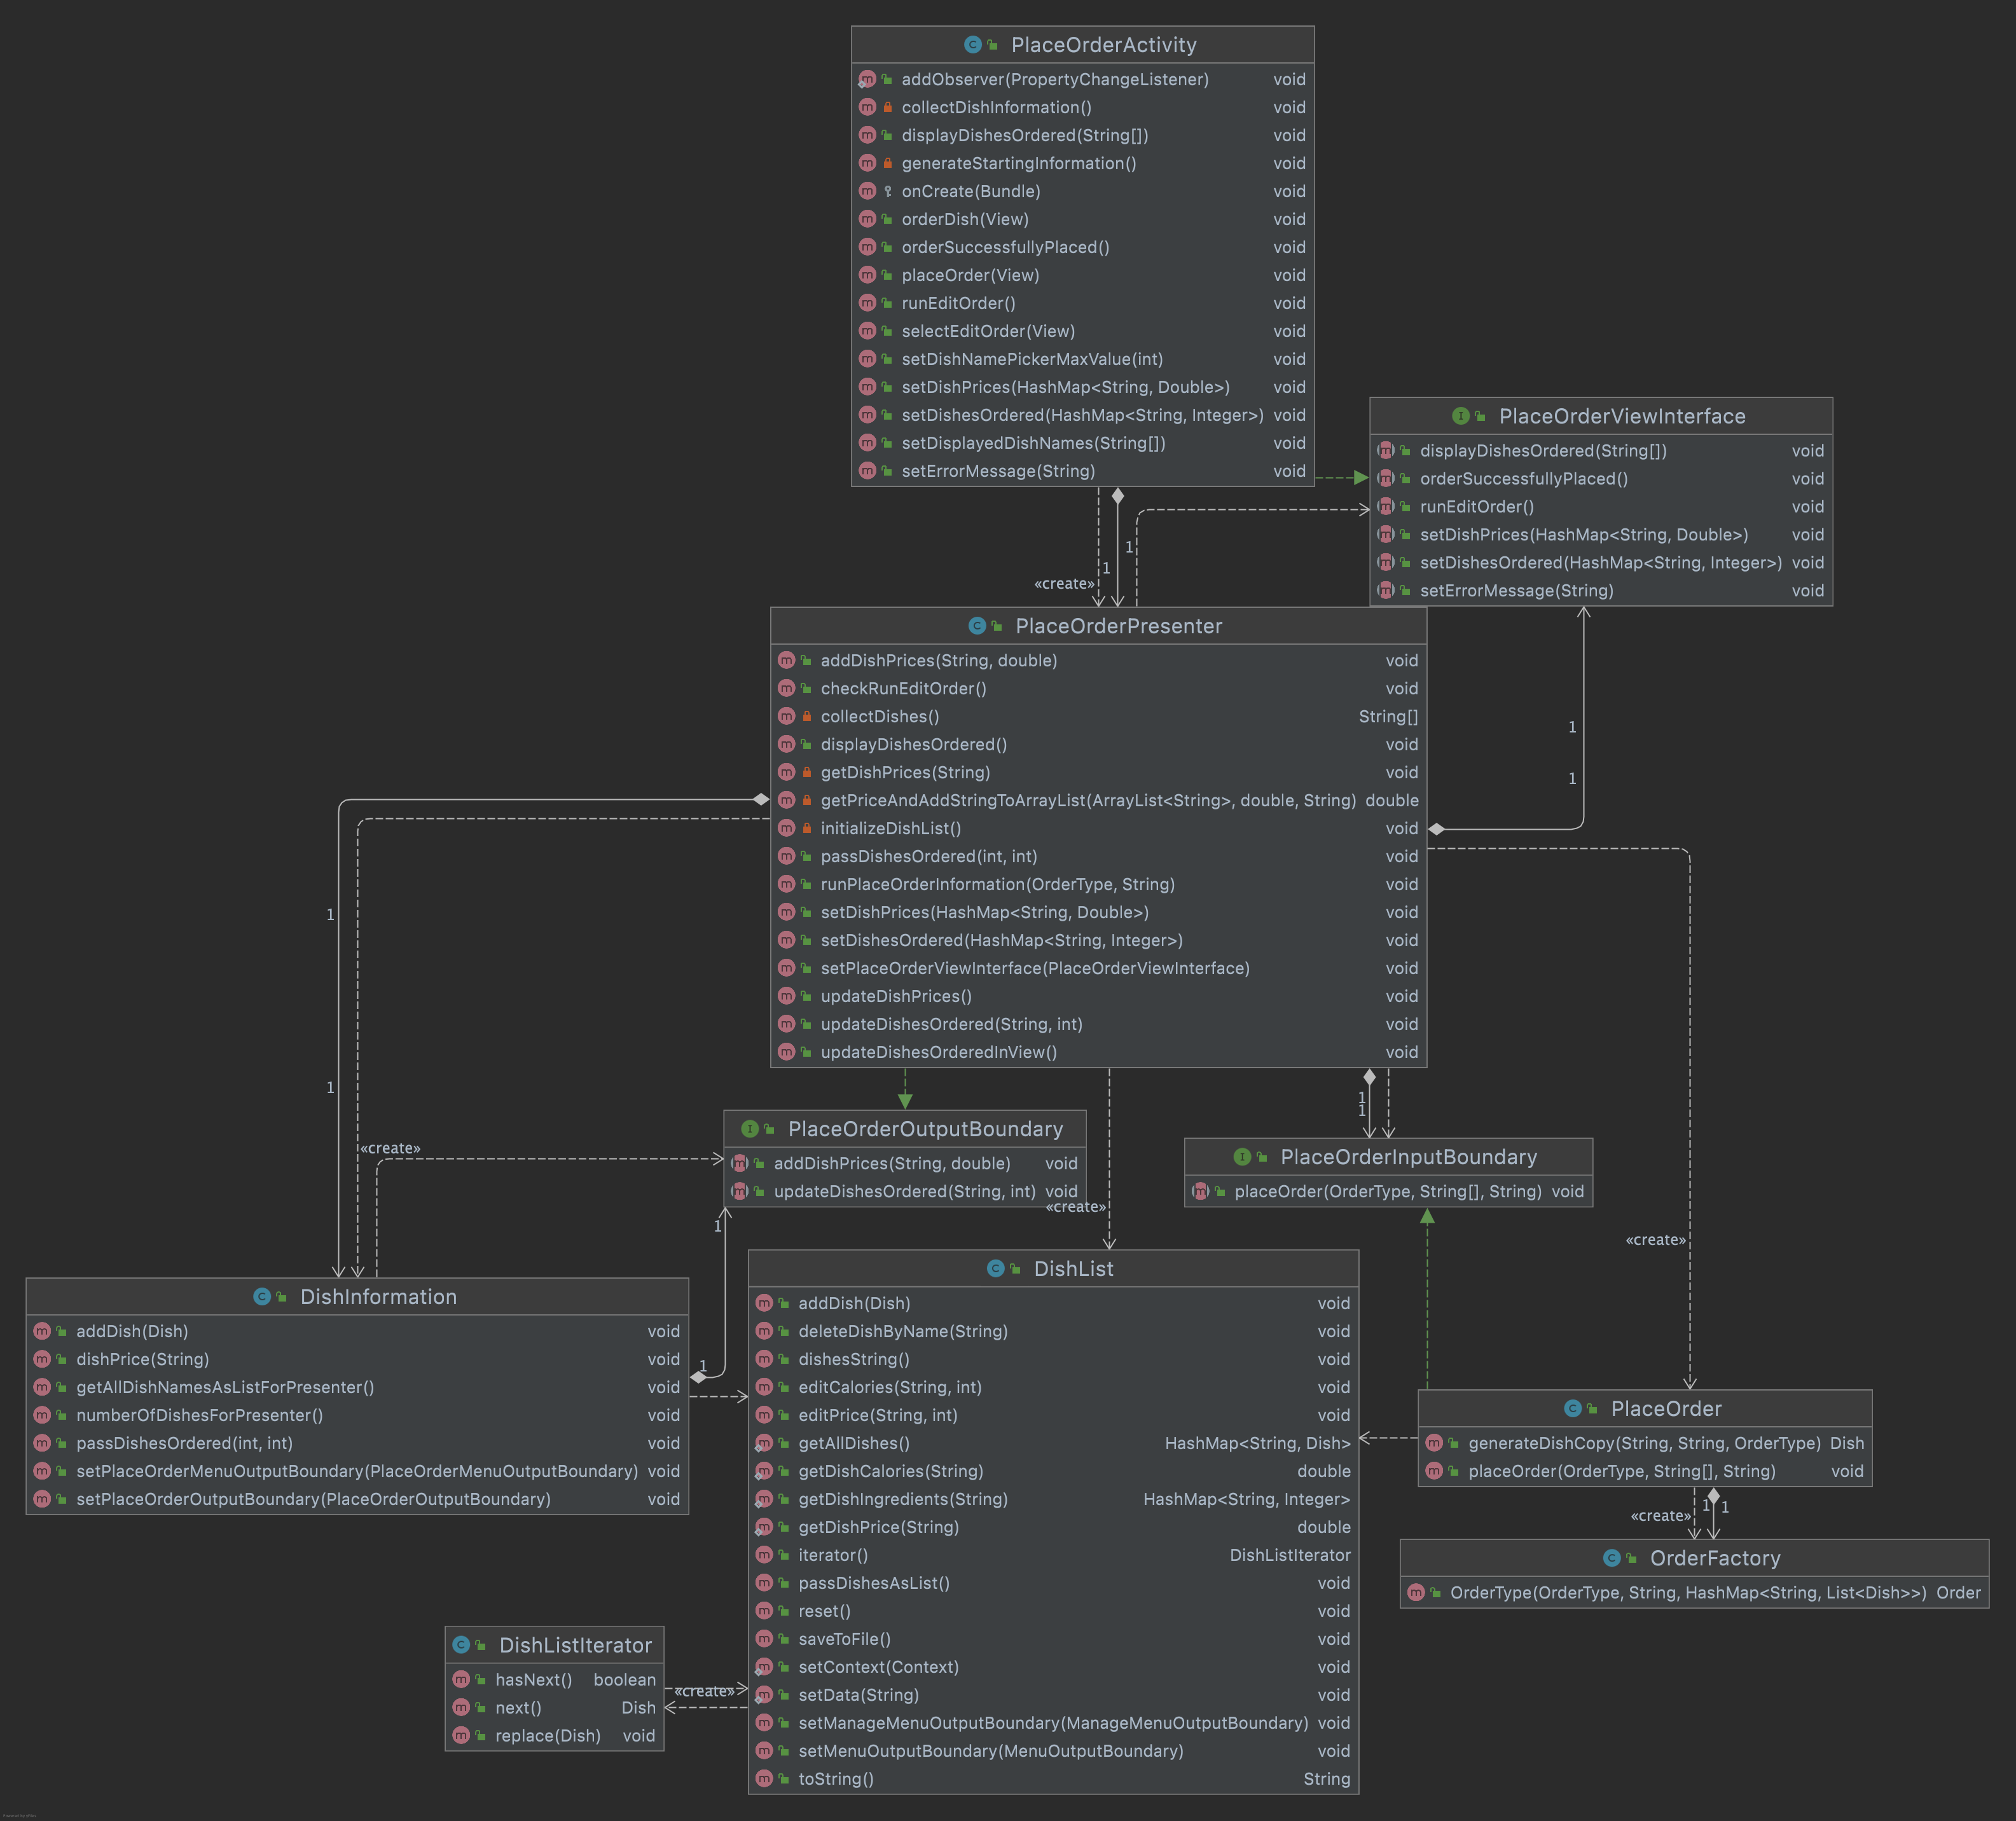 PlaceOrderActivity
addObserver(PropertyChangeListener) void
collectDishInformation() void
displayDishesOrdered(String[]) void
generateStartingInformation() void
onCreate(Bundle) void
orderDish(View) void
orderSuccessfullyPlaced() void
placeOrder(View) void
runEditOrder() void
selectEditOrder(View) void
setDishNamePickerMaxValue(int) void
setDishPrices(HashMap<String, Double>) void
setDishesOrdered(HashMap<String, Integer>) void
setDisplayedDishNames(String[]) void
setErrorMessage(String) void
PlaceOrderViewInterface
displayDishesOrdered(String[]) void
orderSuccessfullyPlaced() void
runEditOrder() void
setDishPrices(HashMap<String, Double>) void
setDishesOrdered(HashMap<String, Integer>) void
setErrorMessage(String) void
1
1
«create»
PlaceOrderPresenter
addDishPrices(String, double) void
checkRunEditOrder() void
collectDishes() String[]
displayDishesOrdered() void
getDishPrices(String) void
getPriceAndAddStringToArrayList(ArrayList<String>, double, String) double
initializeDishList() void
passDishesOrdered(int, int) void
runPlaceOrderInformation(OrderType, String) void
setDishPrices(HashMap<String, Double>) void
setDishesOrdered(HashMap<String, Integer>) void
setPlaceOrderViewInterface(PlaceOrderViewInterface) void
updateDishPrices() void
updateDishesOrdered(String, int) void
updateDishesOrderedInView() void
1
1
1
1
1
1
«create»
PlaceOrderOutputBoundary
addDishPrices(String, double) void
updateDishesOrdered(String, int) void
«create»
1
PlaceOrderInputBoundary
placeOrder(OrderType, String[], String) void
«create»
DishInformation
addDish(Dish) void
dishPrice(String) void
getAllDishNamesAsListForPresenter() void
numberOfDishesForPresenter() void
passDishesOrdered(int, int) void
setPlaceOrderMenuOutputBoundary(PlaceOrderMenuOutputBoundary) void
setPlaceOrderOutputBoundary(PlaceOrderOutputBoundary) void
1
DishList
addDish(Dish) void
deleteDishByName(String) void
dishesString() void
editCalories(String, int) void
editPrice(String, int) void
getAllDishes() HashMap<String, Dish>
getDishCalories(String) double
getDishIngredients(String) HashMap<String, Integer>
getDishPrice(String) double
iterator() DishListIterator
passDishesAsList() void
reset() void
saveToFile() void
setContext(Context) void
setData(String) void
setManageMenuOutputBoundary(ManageMenuOutputBoundary) void
setMenuOutputBoundary(MenuOutputBoundary) void
toString() String
PlaceOrder
generateDishCopy(String, String, OrderType) Dish
placeOrder(OrderType, String[], String) void
«create»
1
1
OrderFactory
OrderType(OrderType, String, HashMap<String, List<Dish>>) Order
DishListIterator
hasNext() boolean
next() Dish
replace(Dish) void
«create»